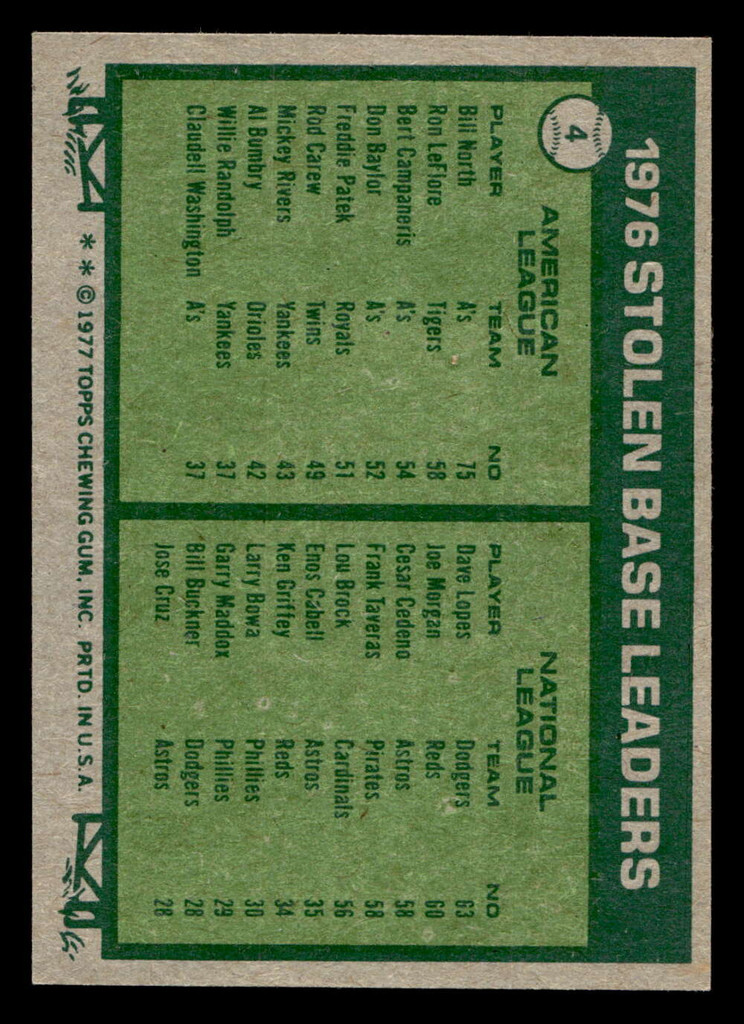 1976 STOLEN BASE LEADERS
4
AMERICAN
LEAGUE
PLAYER TEAM NO
Bill North A's 75
Ron LeFlore Tigers 58
Bert Campaneris A's 54
Don Baylor A's 52
Freddie Patek Royals 51
Rod Carew Twins 49
Mickey Rivers Yankees 43
Al Bumbry Orioles 42
Willie Randolph Yankees 37
Claudell Washington A's 37
NATIONAL
LEAGUE
PLAYER TEAM NO
Dave Lopes Dodgers 63
Joe Morgan Reds 60
Cesar Cedeno Astros 58
Frank Taveras Pirates 58
Lou Brock Cardinals 56
Enos Cabell Astros 35
Ken Griffey Reds 34
Larry Bowa Phillies 30
Garry Maddox Phillies 29
Bill Buckner Dodgers 28
Jose Cruz Astros 28
* * © 1977 TOPPS CHEWING GUM, INC. PRTD. IN U.S.A.